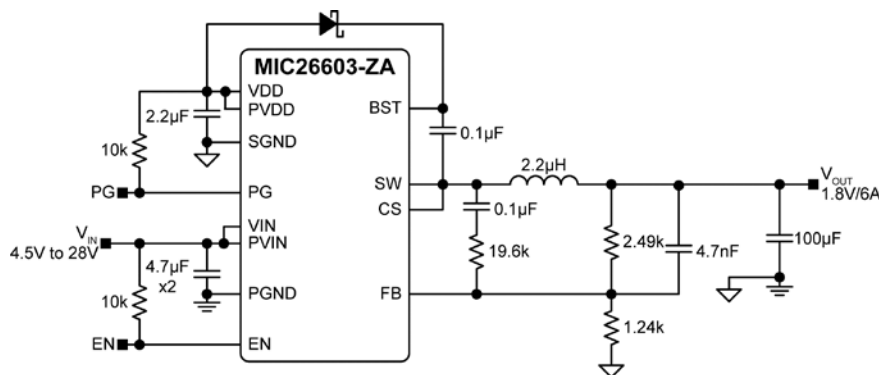 MIC26603-ZA
VDD
PVDD
BST
2.2µF
SGND
0.1µF
10k
2.2µH
PG
PG
SW
V_OUT
1.8V/6A
CS
0.1µF
V_IN
4.5V to 28V
VIN
PVIN
19.6k
2.49k
4.7nF
100µF
4.7µF
x2
10k
PGND
FB
1.24k
EN
EN